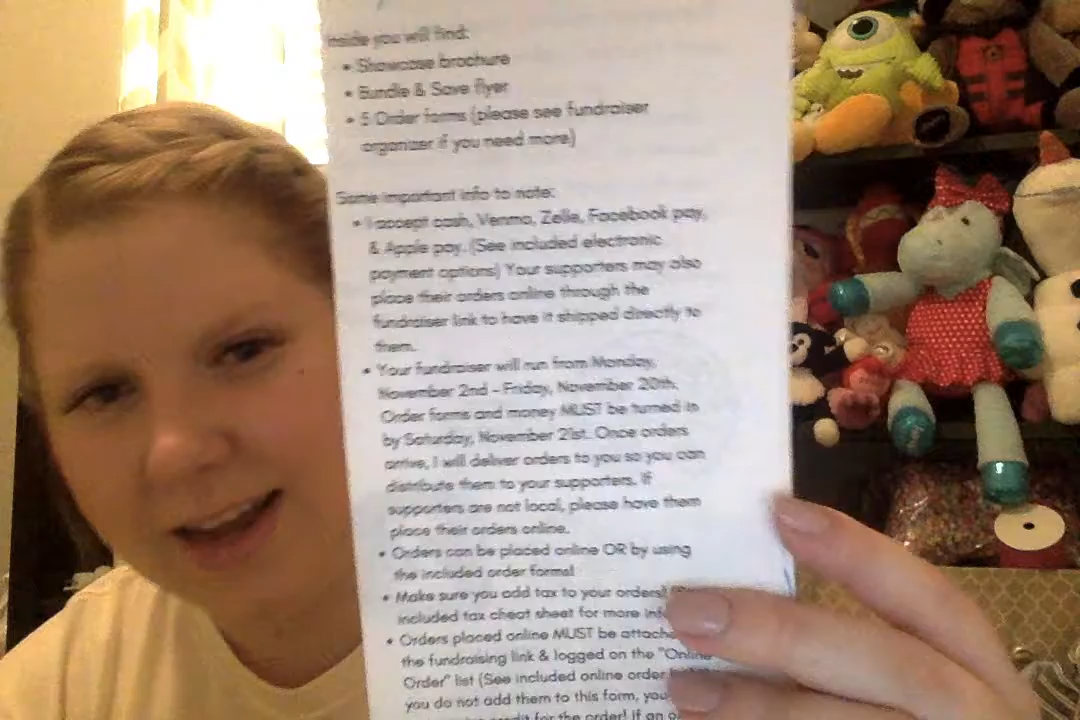 Inside you will find:
• Showcase brochure
• Bundle & Save flyer
• 5 Order forms (please see fundraiser
organizer if you need more)
Some important info to note:
• I accept cash, Venmo, Zelle, Facebook pay,
& Apple pay. (See included electronic
payment options) Your supporters may also
place their orders online through the
fundraiser link to have it shipped directly to
them.
• Your fundraiser will run from Monday,
November 2nd - Friday, November 20th.
Order forms and money MUST be turned in
by Saturday, November 21st. Once orders
arrive, I will deliver orders to you so you can
distribute them to your supporters. If
supporters are not local, please have them
place their orders online.
• Orders can be placed online OR by using
the included order forms!
• Make sure you add tax to your orders!
included tax cheat sheet for more
• Orders placed online MUST be
the fundraising link & logged on the "Online
Order" list (See included online order
you do not add them to this form, you
credit for the order! If an